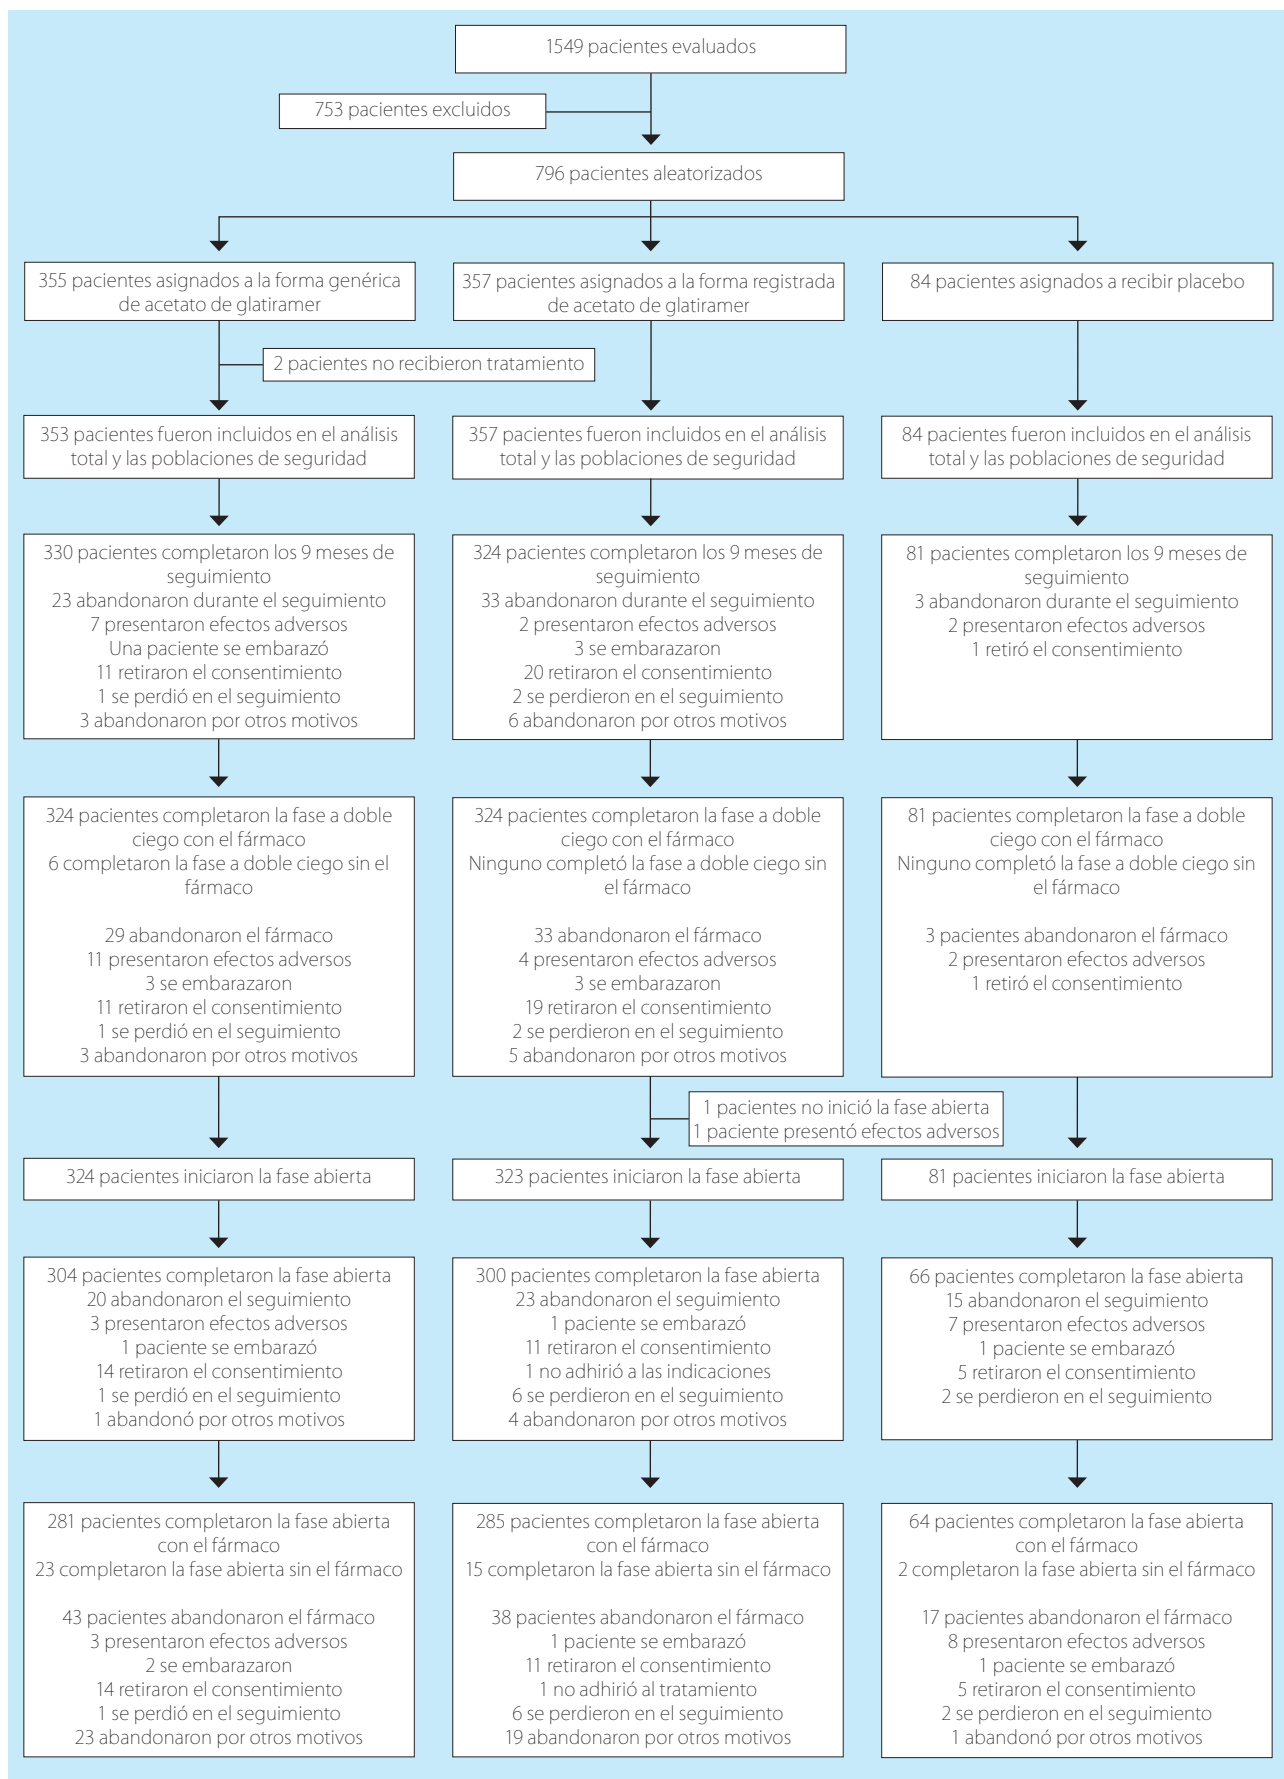 1549 pacientes evaluados
753 pacientes excluidos
796 pacientes aleatorizados
355 pacientes asignados a la forma genérica
de acetato de glatiramer
357 pacientes asignados a la forma registrada
de acetato de glatiramer
84 pacientes asignados a recibir placebo
2 pacientes no recibieron tratamiento
353 pacientes fueron incluidos en el análisis
total y las poblaciones de seguridad
357 pacientes fueron incluidos en el análisis
total y las poblaciones de seguridad
84 pacientes fueron incluidos en el análisis
total y las poblaciones de seguridad
330 pacientes completaron los 9 meses de
seguimiento
23 abandonaron durante el seguimiento
7 presentaron efectos adversos
Una paciente se embarazó
11 retiraron el consentimiento
1 se perdió en el seguimiento
3 abandonaron por otros motivos
324 pacientes completaron los 9 meses de
seguimiento
33 abandonaron durante el seguimiento
2 presentaron efectos adversos
3 se embarazaron
20 retiraron el consentimiento
2 se perdieron en el seguimiento
6 abandonaron por otros motivos
81 pacientes completaron los 9 meses de
seguimiento
3 abandonaron durante el seguimiento
2 presentaron efectos adversos
1 retiró el consentimiento
324 pacientes completaron la fase a doble
ciego con el fármaco
6 completaron la fase a doble ciego sin el
fármaco
29 abandonaron el fármaco
11 presentaron efectos adversos
3 se embarazaron
11 retiraron el consentimiento
1 se perdió en el seguimiento
3 abandonaron por otros motivos
324 pacientes completaron la fase a doble
ciego con el fármaco
Ninguno completó la fase a doble ciego sin
el fármaco
33 abandonaron el fármaco
4 presentaron efectos adversos
3 se embarazaron
19 retiraron el consentimiento
2 se perdieron en el seguimiento
5 abandonaron por otros motivos
81 pacientes completaron la fase a doble
ciego con el fármaco
Ninguno completó la fase a doble ciego sin
el fármaco
3 pacientes abandonaron el fármaco
2 presentaron efectos adversos
1 retiró el consentimiento
1 pacientes no inició la fase abierta
1 paciente presentó efectos adversos
324 pacientes iniciaron la fase abierta
323 pacientes iniciaron la fase abierta
81 pacientes iniciaron la fase abierta
304 pacientes completaron la fase abierta
20 abandonaron el seguimiento
3 presentaron efectos adversos
1 paciente se embarazó
14 retiraron el consentimiento
1 se perdió en el seguimiento
1 abandonó por otros motivos
300 pacientes completaron la fase abierta
23 abandonaron el seguimiento
1 paciente se embarazó
11 retiraron el consentimiento
1 no adhirió a las indicaciones
6 se perdieron en el seguimiento
4 abandonaron por otros motivos
66 pacientes completaron la fase abierta
15 abandonaron el seguimiento
7 presentaron efectos adversos
1 paciente se embarazó
5 retiraron el consentimiento
2 se perdieron en el seguimiento
281 pacientes completaron la fase abierta
con el fármaco
23 completaron la fase abierta sin el fármaco
43 pacientes abandonaron el fármaco
3 presentaron efectos adversos
2 se embarazaron
14 retiraron el consentimiento
1 se perdió en el seguimiento
23 abandonaron por otros motivos
285 pacientes completaron la fase abierta
con el fármaco
15 completaron la fase abierta sin el fármaco
38 pacientes abandonaron el fármaco
1 paciente se embarazó
11 retiraron el consentimiento
1 no adhirió al tratamiento
6 se perdieron en el seguimiento
19 abandonaron por otros motivos
64 pacientes completaron la fase abierta
con el fármaco
2 completaron la fase abierta sin el fármaco
17 pacientes abandonaron el fármaco
8 presentaron efectos adversos
1 paciente se embarazó
5 retiraron el consentimiento
2 se perdieron en el seguimiento
1 abandonó por otros motivos